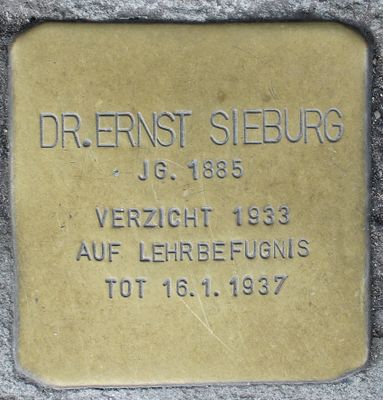 DR. ERNST SIEBURG
JG. 1885
VERZICHT 1933
AUF LEHRBEFUGNIS
TOT 16.1.1937